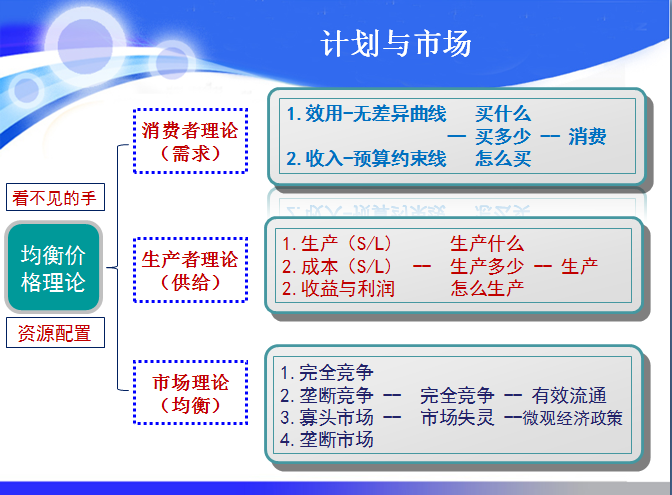 计划与市场
看不见的手
均衡价
格理论
资源配置
消费者理论
（需求）
1.效用-无差异曲线 买什么
— 买多少 -- 消费
2.收入-预算约束线 怎么买
生产者理论
（供给）
1.生产（S/L） 生产什么
2.成本（S/L） -- 生产多少 -- 生产
2.收益与利润 怎么生产
市场理论
（均衡）
1.完全竞争
2.垄断竞争 -- 完全竞争 -- 有效流通
3.寡头市场 -- 市场失灵 --微观经济政策
4.垄断市场